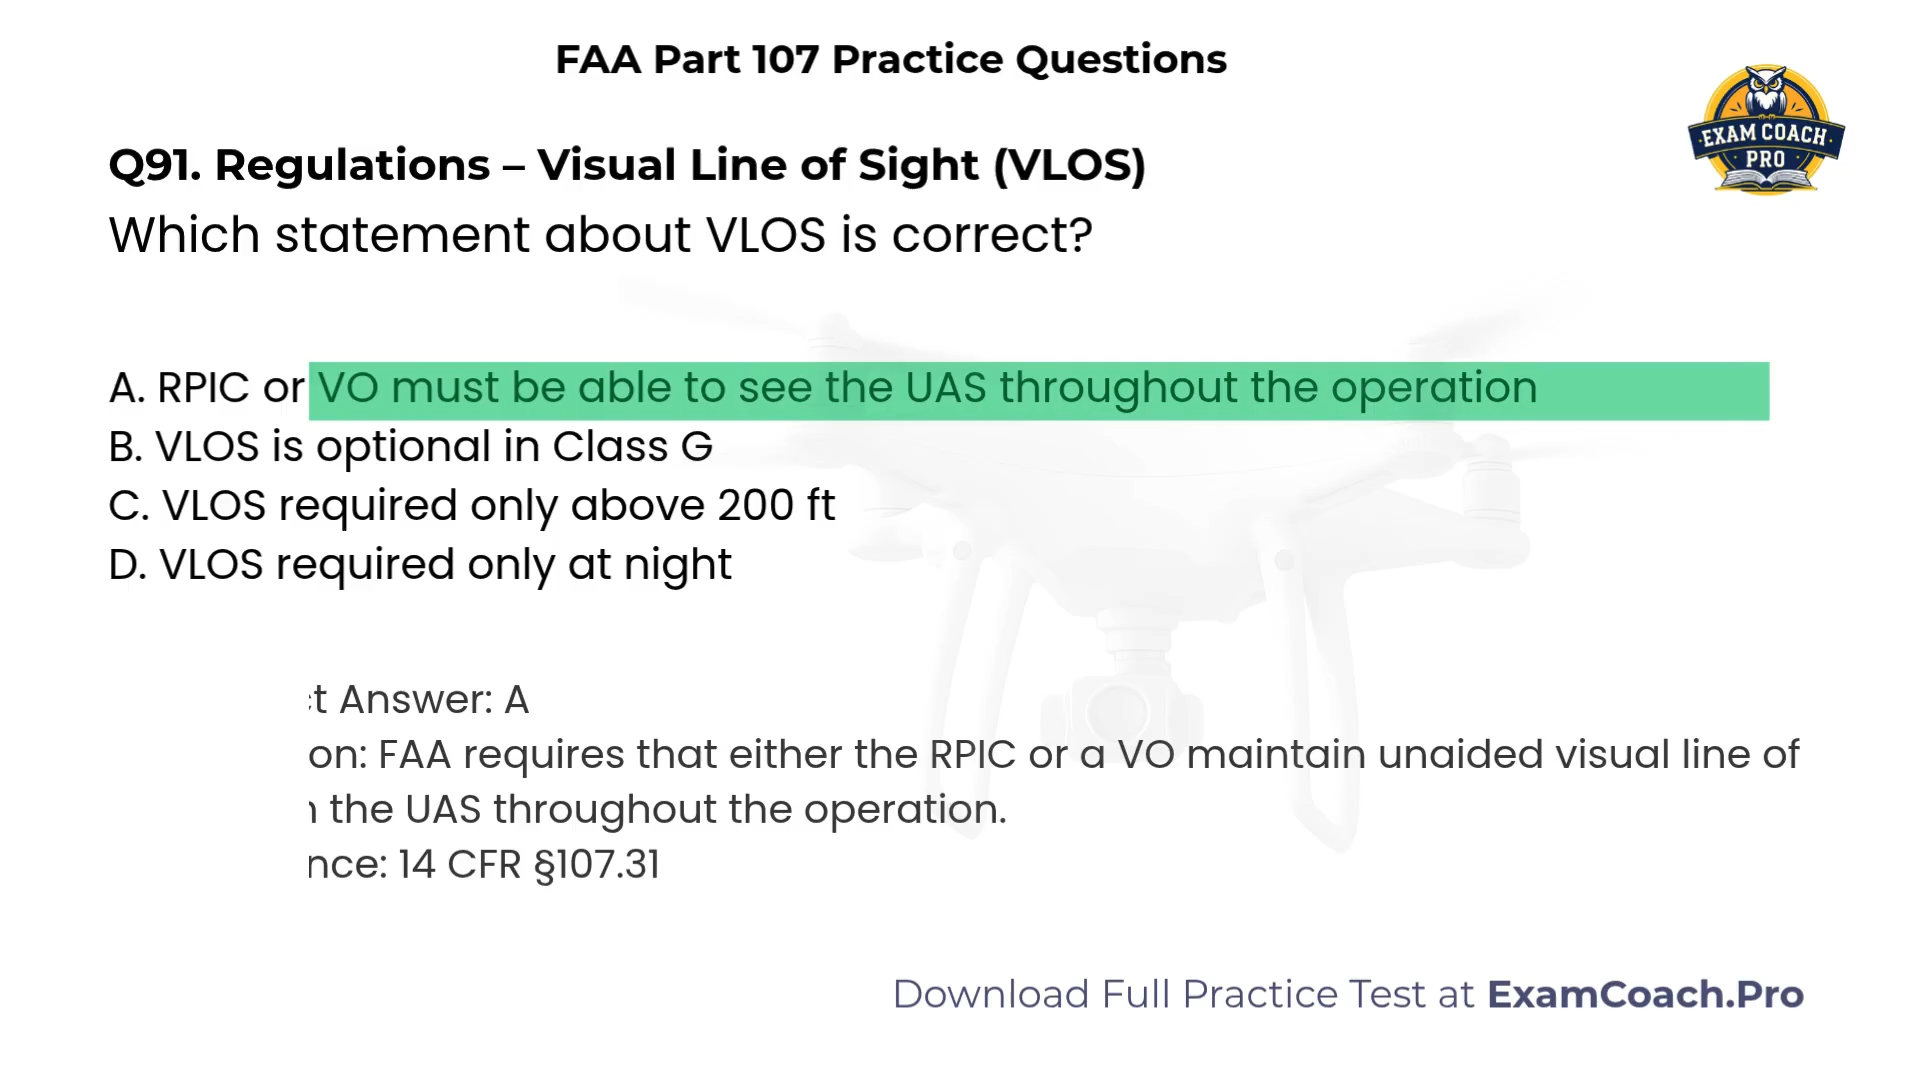 FAA Part 107 Practice Questions
EXAM COACH
PRO
Q91. Regulations – Visual Line of Sight (VLOS)
Which statement about VLOS is correct?
A. RPIC or VO must be able to see the UAS throughout the operation
B. VLOS is optional in Class G
C. VLOS required only above 200 ft
D. VLOS required only at night
t Answer: A
on: FAA requires that either the RPIC or a VO maintain unaided visual line of
the UAS throughout the operation.
nce: 14 CFR §107.31
Download Full Practice Test at ExamCoach.Pro